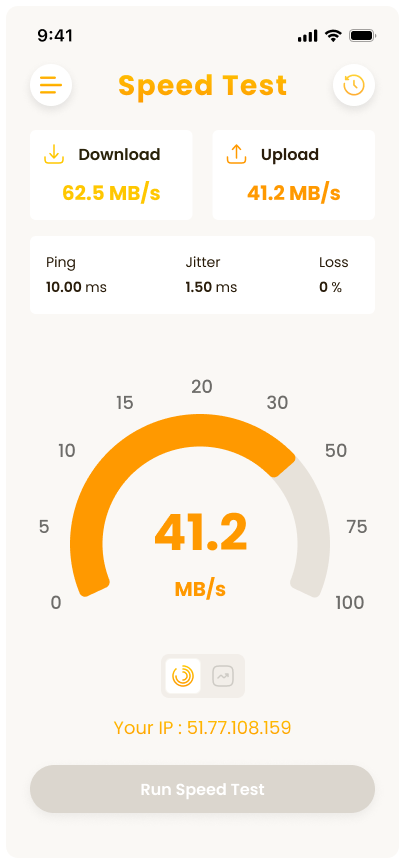 9:41
Speed Test
Download
62.5 MB/s
Upload
41.2 MB/s
Ping
10.00 ms
Jitter
1.50 ms
Loss
0 %
0
5
10
15
20
30
50
75
100
41.2
MB/s
Your IP : 51.77.108.159
Run Speed Test